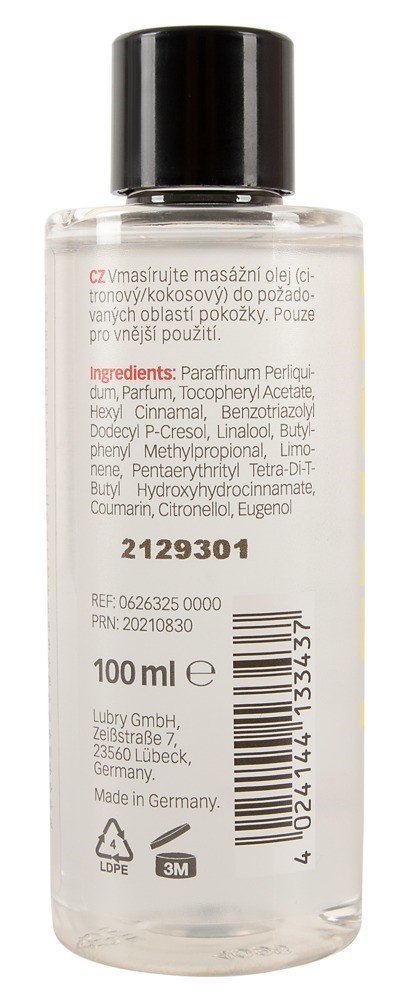 CZ Vmasírujte masážní olej (ci-
tronový/kokosový) do požado-
vaných oblastí pokožky. Pouze
pro vnější použití.
Ingredients: Paraffinum Perliqui-
dum, Parfum, Tocopheryl Acetate,
Hexyl Cinnamal, Benzotriazolyl
Dodecyl P-Cresol, Linalool, Butyl-
phenyl Methylpropional, Limo-
nene, Pentaerythrityl Tetra-Di-T-
Butyl Hydroxyhydrocinnamate,
Coumarin, Citronellol, Eugenol
2129301
REF: 0626325 0000
PRN: 20210830
100 ml ℮
Lubry GmbH,
Zeißstraße 7,
23560 Lübeck,
Germany.
Made in Germany.
4
LDPE
3M
4 024144 133437